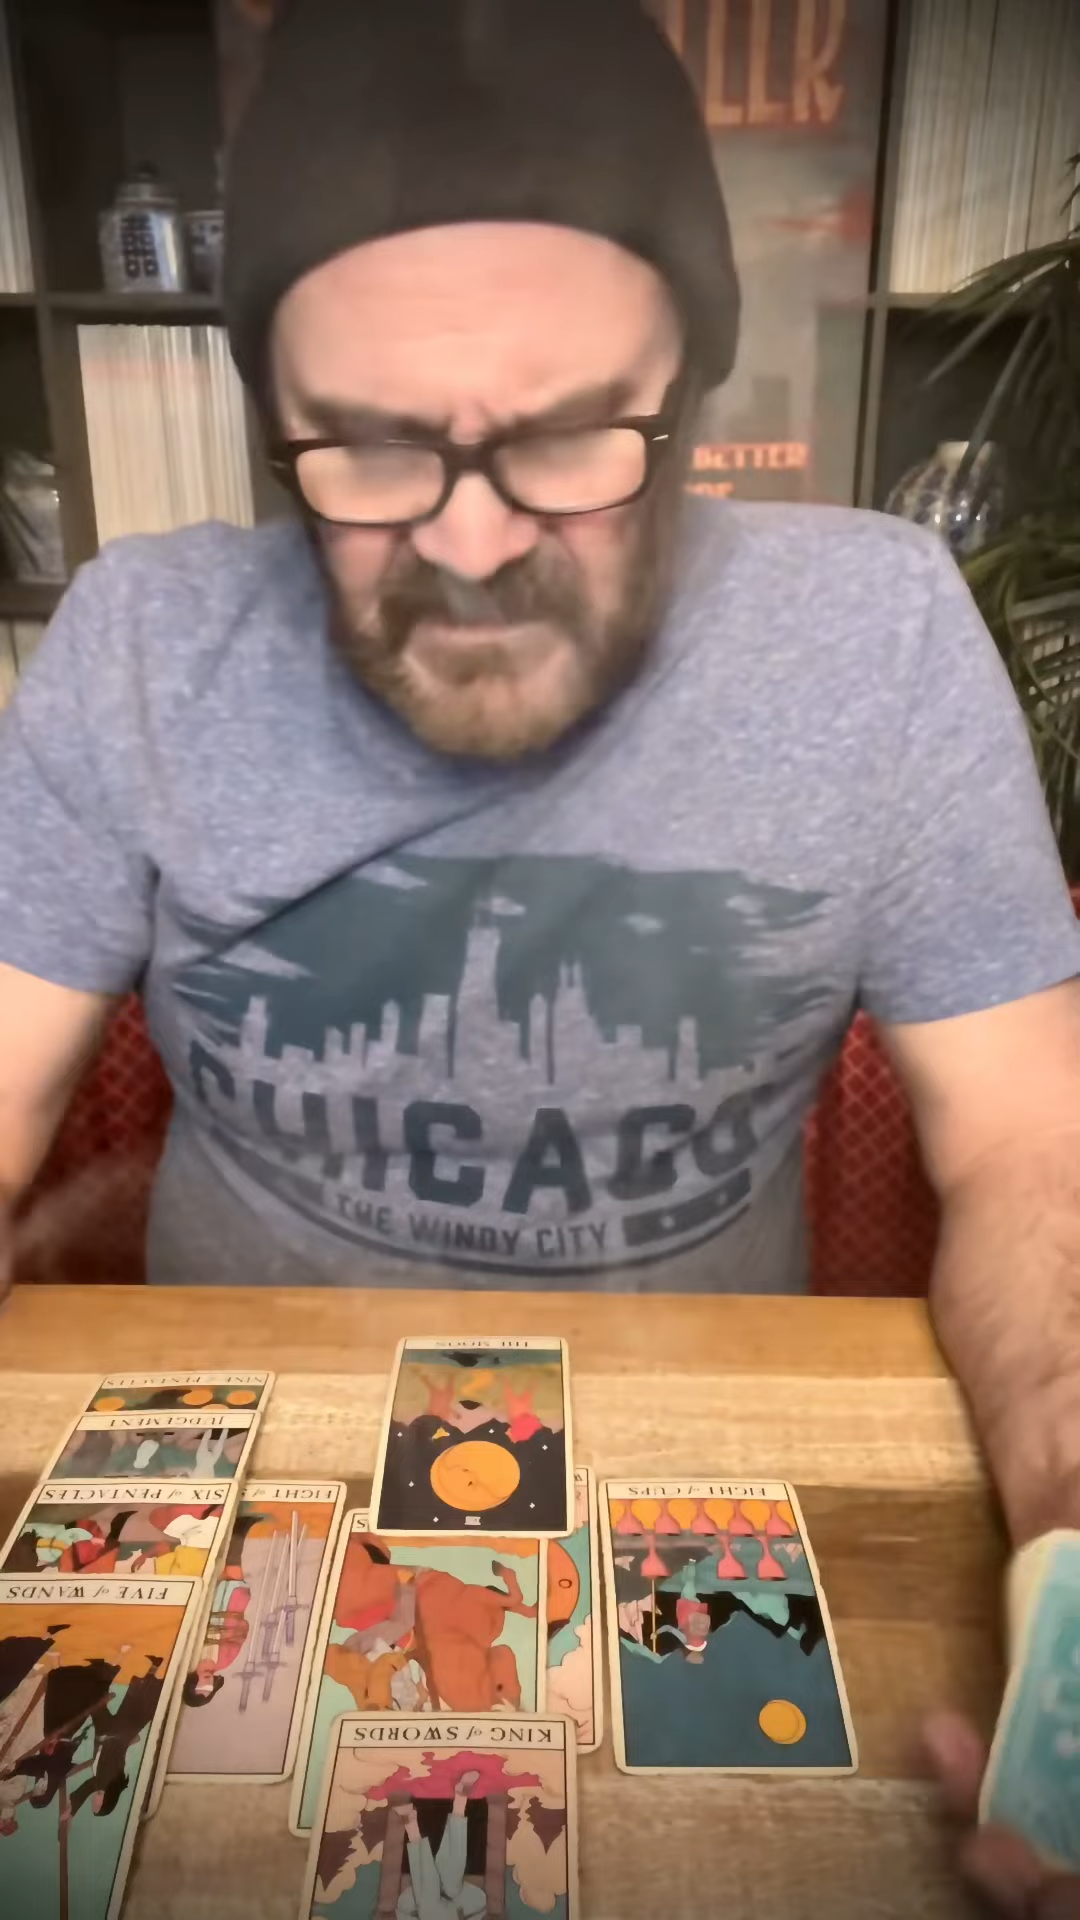 LLER
BETTER
CHICAGO
THE WINDY CITY
THE MOON
NINE of PENTACLES
JUDGEMENT
SIX of PENTACLES
EIGHT of
EIGHT of CUPS
FIVE of WANDS
KING of SWORDS